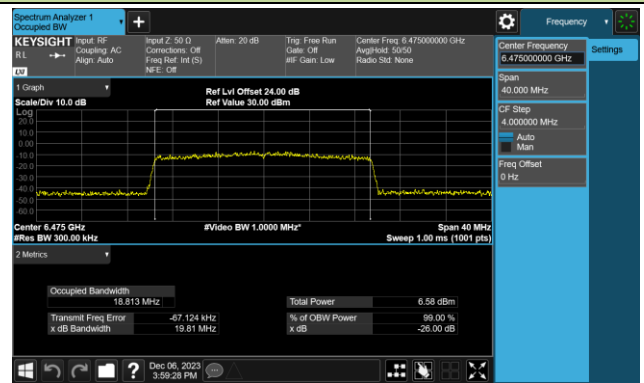 Spectrum Analyzer 1
Occupied BW
Frequency
KEYSIGHT
RL
Input: RF
Coupling: AC
Align: Auto
Input Z: 50 Ω
Corrections: Off
Freq Ref: Int (S)
NFE: Off
Atten: 20 dB
Trig: Free Run
Gate: Off
#IF Gain: Low
Center Freq: 6.475000000 GHz
Avg|Hold: 50/50
Radio Std: None
Center Frequency
6.475000000 GHz
Settings
Span
40.000 MHz
CF Step
4.000000 MHz
Auto
Man
Freq Offset
0 Hz
1 Graph
Scale/Div 10.0 dB
Ref Lvl Offset 24.00 dB
Ref Value 30.00 dBm
Log
20.0
10.0
0.00
-10.0
-20.0
-30.0
-40.0
-50.0
-60.0
Center 6.475 GHz
#Res BW 300.00 kHz
#Video BW 1.0000 MHz*
Span 40 MHz
Sweep 1.00 ms (1001 pts)
2 Metrics
Occupied Bandwidth
18.813 MHz
Total Power
6.58 dBm
Transmit Freq Error
-67.124 kHz
% of OBW Power
99.00 %
x dB Bandwidth
19.81 MHz
x dB
-26.00 dB
?
Dec 06, 2023
3:59:28 PM